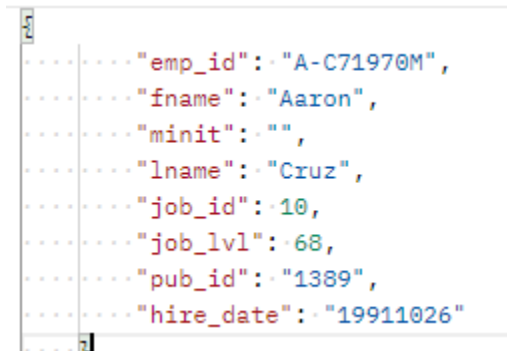 {
"emp_id": "A-C71970M",
"fname": "Aaron",
"minit": "",
"lname": "Cruz",
"job_id": 10,
"job_lvl": 68,
"pub_id": "1389",
"hire_date": "19911026"
}